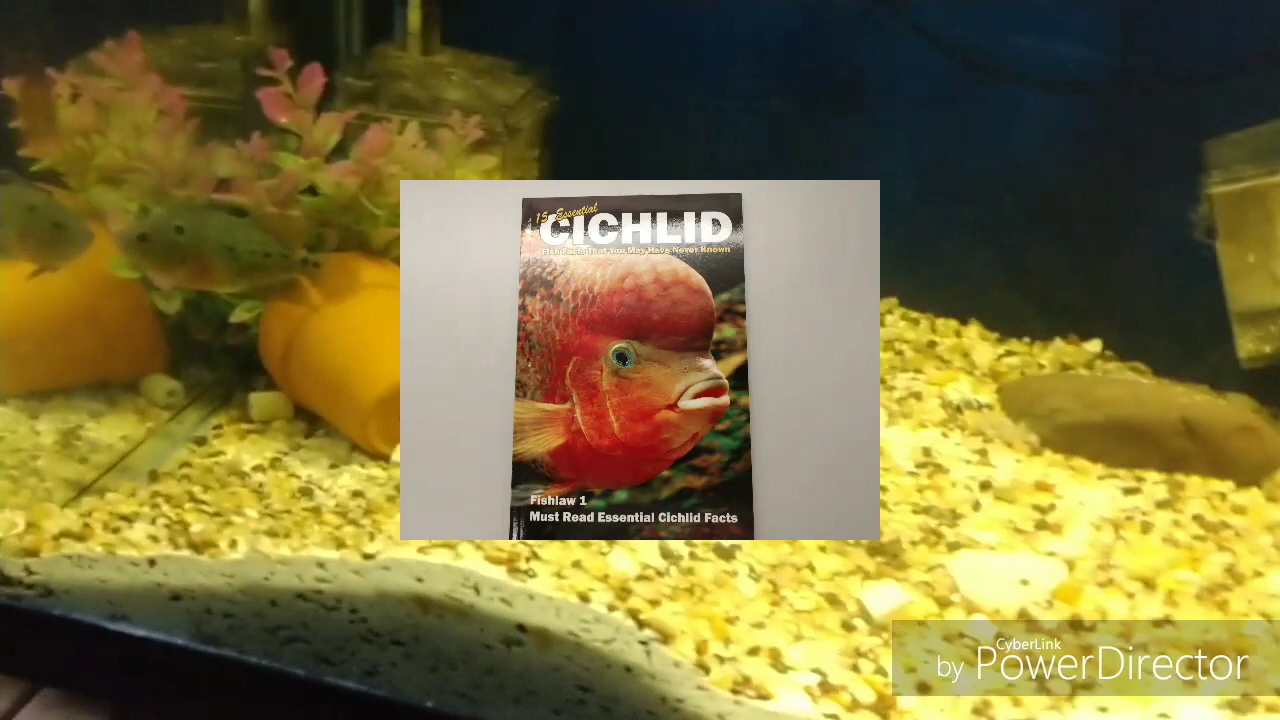 15 Essential
CICHLID
Fish Facts That You May Have Never Known
Fishlaw 1
Must Read Essential Cichlid Facts
CyberLink
by PowerDirector